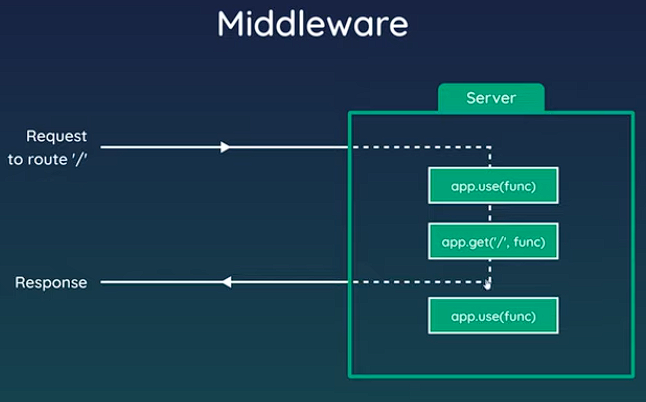 Middleware
Server
Request
to route '/'
app.use(func)
app.get('/', func)
Response
app.use(func)